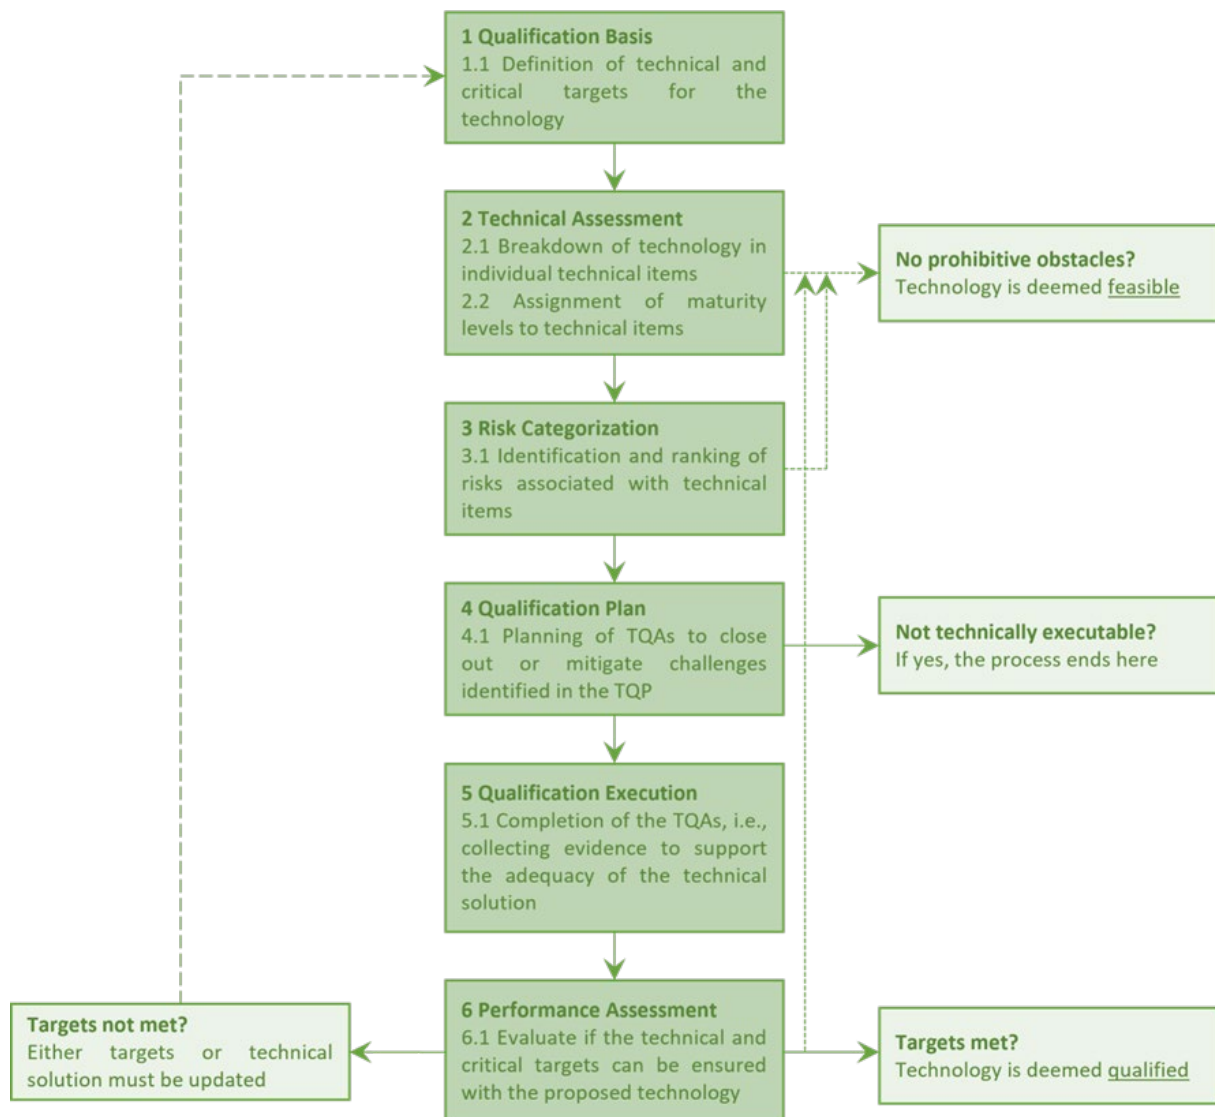 1 Qualification Basis
1.1 Definition of technical and
critical targets for the
technology
2 Technical Assessment
2.1 Breakdown of technology in
individual technical items
2.2 Assignment of maturity
levels to technical items
No prohibitive obstacles?
Technology is deemed feasible
3 Risk Categorization
3.1 Identification and ranking of
risks associated with technical
items
4 Qualification Plan
4.1 Planning of TQAs to close
out or mitigate challenges
identified in the TQP
Not technically executable?
If yes, the process ends here
5 Qualification Execution
5.1 Completion of the TQAs, i.e.,
collecting evidence to support
the adequacy of the technical
solution
Targets not met?
Either targets or technical
solution must be updated
6 Performance Assessment
6.1 Evaluate if the technical and
critical targets can be ensured
with the proposed technology
Targets met?
Technology is deemed qualified